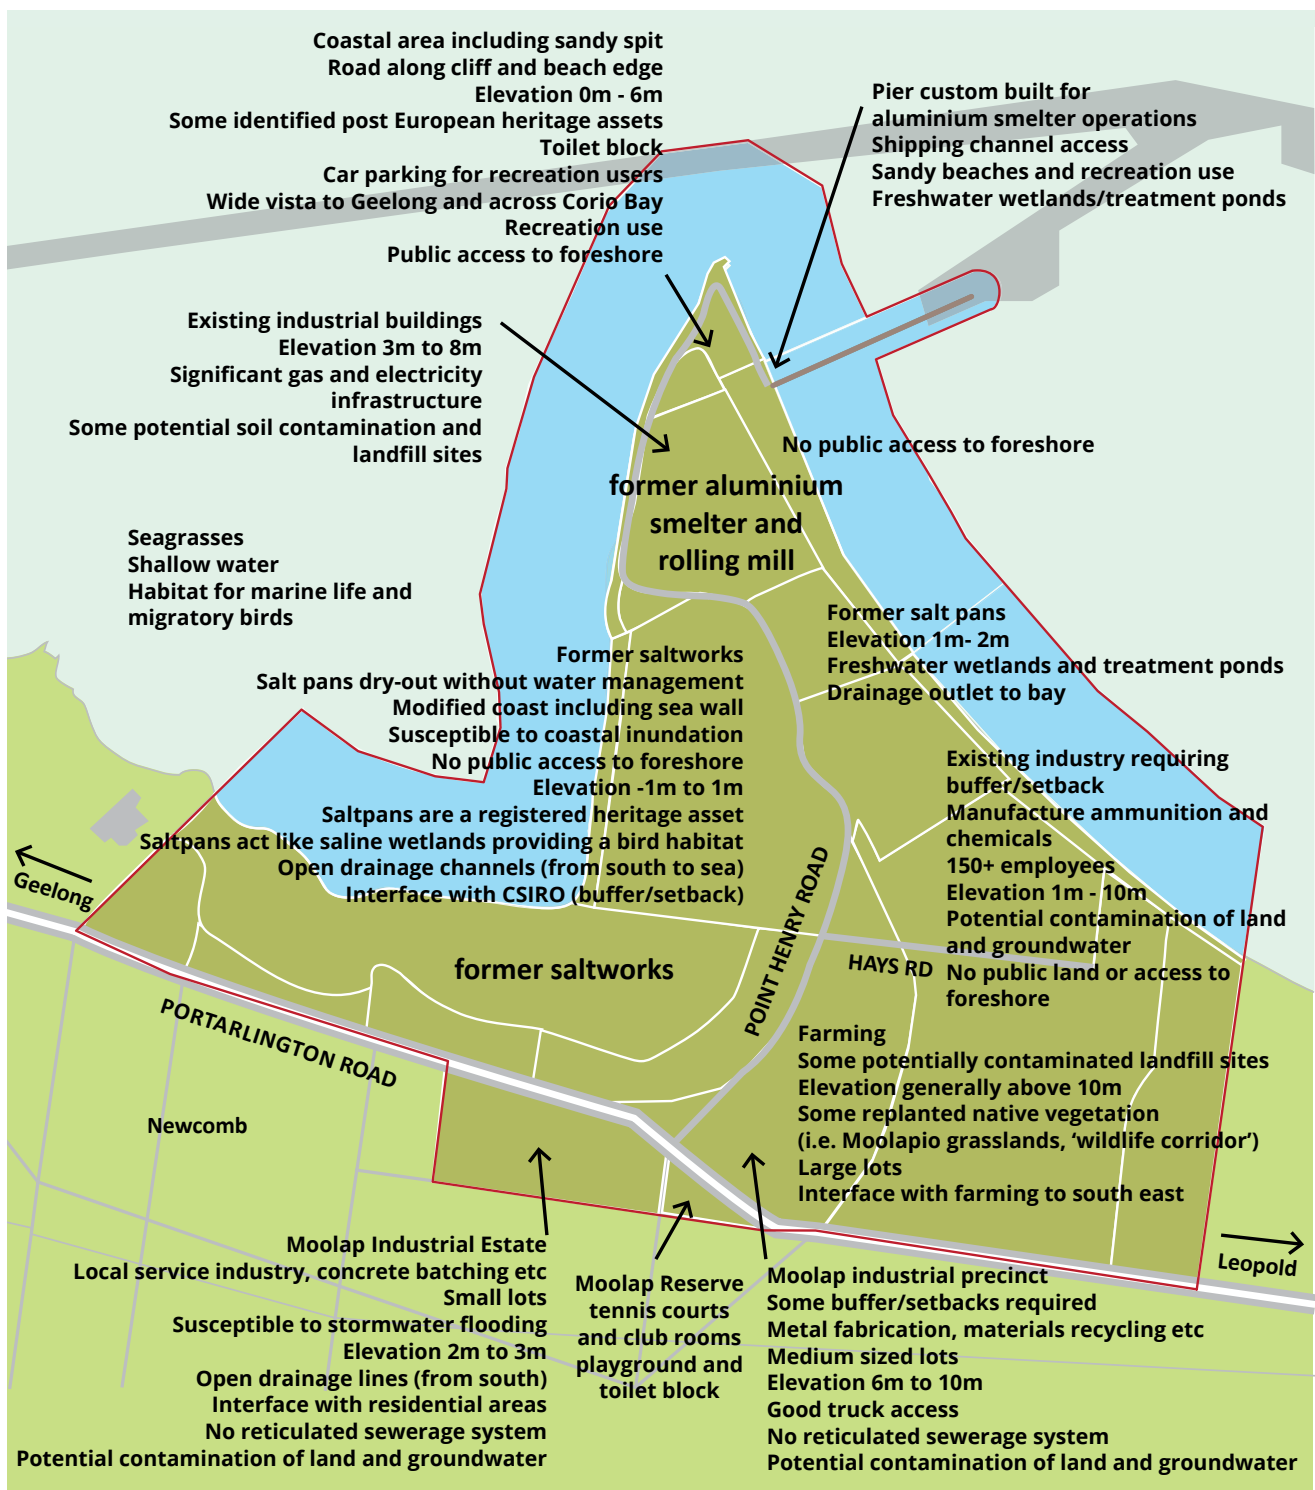 Coastal area including sandy spit
Road along cliff and beach edge
Elevation 0m - 6m
Some identified post European heritage assets
Toilet block
Car parking for recreation users
Wide vista to Geelong and across Corio Bay
Recreation use
Public access to foreshore
Pier custom built for
aluminium smelter operations
Shipping channel access
Sandy beaches and recreation use
Freshwater wetlands/treatment ponds
Existing industrial buildings
Elevation 3m to 8m
Significant gas and electricity
infrastructure
Some potential soil contamination and
landfill sites
No public access to foreshore
former aluminium
smelter and
rolling mill
Seagrasses
Shallow water
Habitat for marine life and
migratory birds
Former salt pans
Elevation 1m- 2m
Freshwater wetlands and treatment ponds
Drainage outlet to bay
Former saltworks
Salt pans dry-out without water management
Modified coast including sea wall
Susceptible to coastal inundation
No public access to foreshore
Elevation -1m to 1m
Saltpans are a registered heritage asset
Saltpans act like saline wetlands providing a bird habitat
Open drainage channels (from south to sea)
Interface with CSIRO (buffer/setback)
Existing industry requiring
buffer/setback
Manufacture ammunition and
chemicals
150+ employees
Elevation 1m - 10m
Potential contamination of land
and groundwater
No public land or access to
foreshore
Geelong
POINT HENRY ROAD
HAYS RD
former saltworks
PORTARLINGTON ROAD
Newcomb
Farming
Some potentially contaminated landfill sites
Elevation generally above 10m
Some replanted native vegetation
(i.e. Moolapio grasslands, ‘wildlife corridor’)
Large lots
Interface with farming to south east
Leopold
Moolap Industrial Estate
Local service industry, concrete batching etc
Small lots
Susceptible to stormwater flooding
Elevation 2m to 3m
Open drainage lines (from south)
Interface with residential areas
No reticulated sewerage system
Potential contamination of land and groundwater
Moolap Reserve
tennis courts
and club rooms
playground and
toilet block
Moolap industrial precinct
Some buffer/setbacks required
Metal fabrication, materials recycling etc
Medium sized lots
Elevation 6m to 10m
Good truck access
No reticulated sewerage system
Potential contamination of land and groundwater